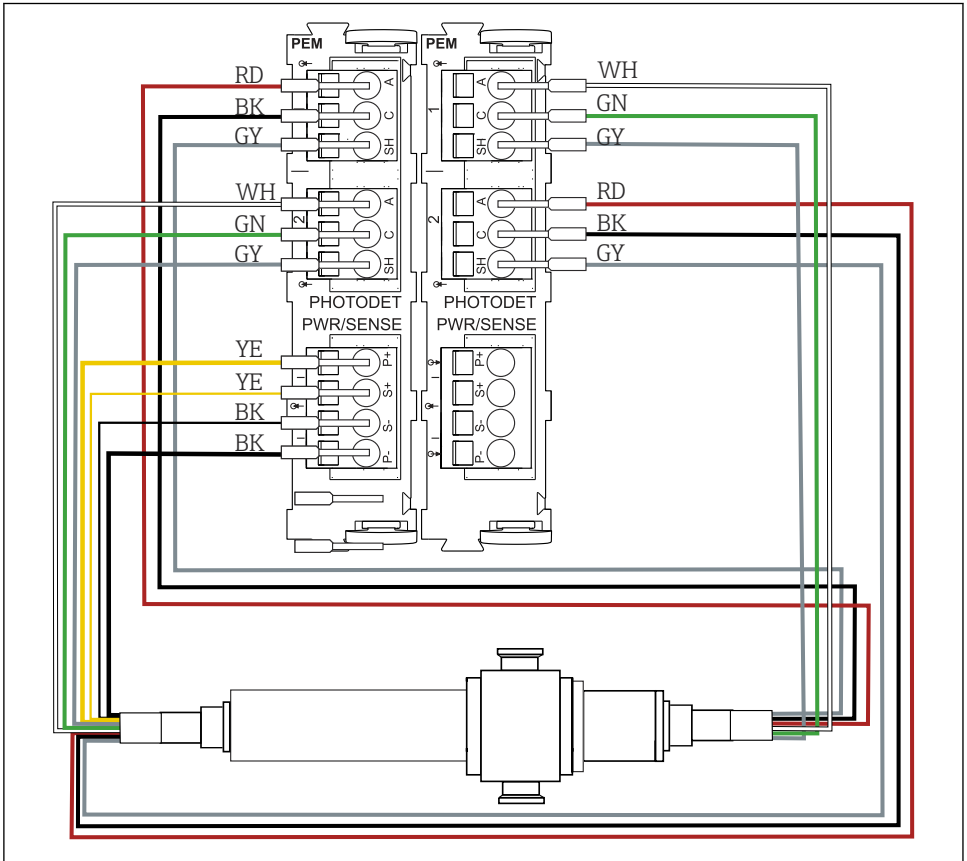 PEM PEM
RD A A WH
BK C 1 C GN
GY SH SH GY
WH A A RD
2 2
GN C C BK
GY SH SH GY
PHOTODET PHOTODET
PWR/SENSE PWR/SENSE
YE P+ P+
YE S+ S+
BK S- S-
BK P- P-